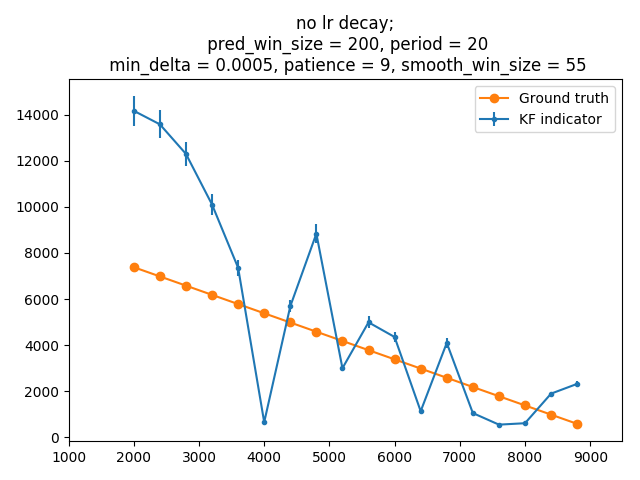 no lr decay;
pred_win_size = 200, period = 20
min_delta = 0.0005, patience = 9, smooth_win_size = 55
Ground truth
KF indicator
14000
12000
10000
8000
6000
4000
2000
0
1000 2000 3000 4000 5000 6000 7000 8000 9000